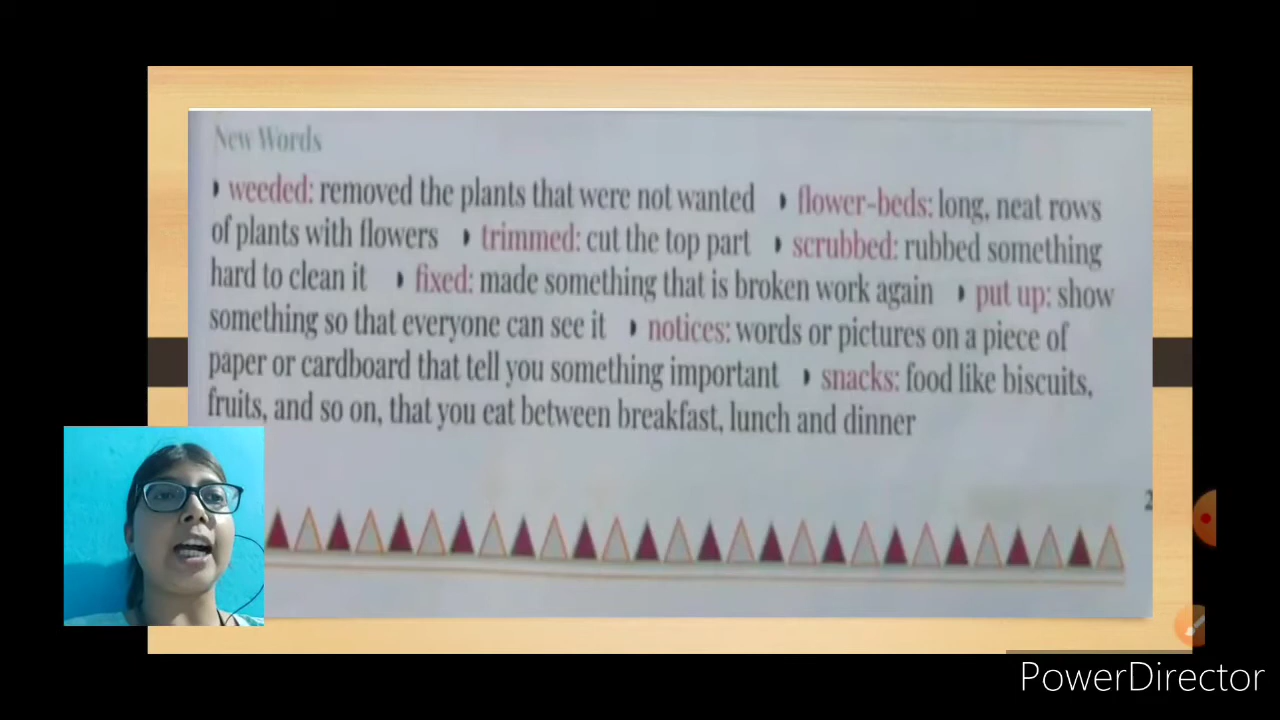 New Words
weeded: removed the plants that were not wanted flower-beds: long, neat rows
of plants with flowers trimmed: cut the top part scrubbed: rubbed something
hard to clean it fixed: made something that is broken work again put up: show
something so that everyone can see it notices: words or pictures on a piece of
paper or cardboard that tell you something important snacks: food like biscuits,
fruits, and so on, that you eat between breakfast, lunch and dinner
2
PowerDirector